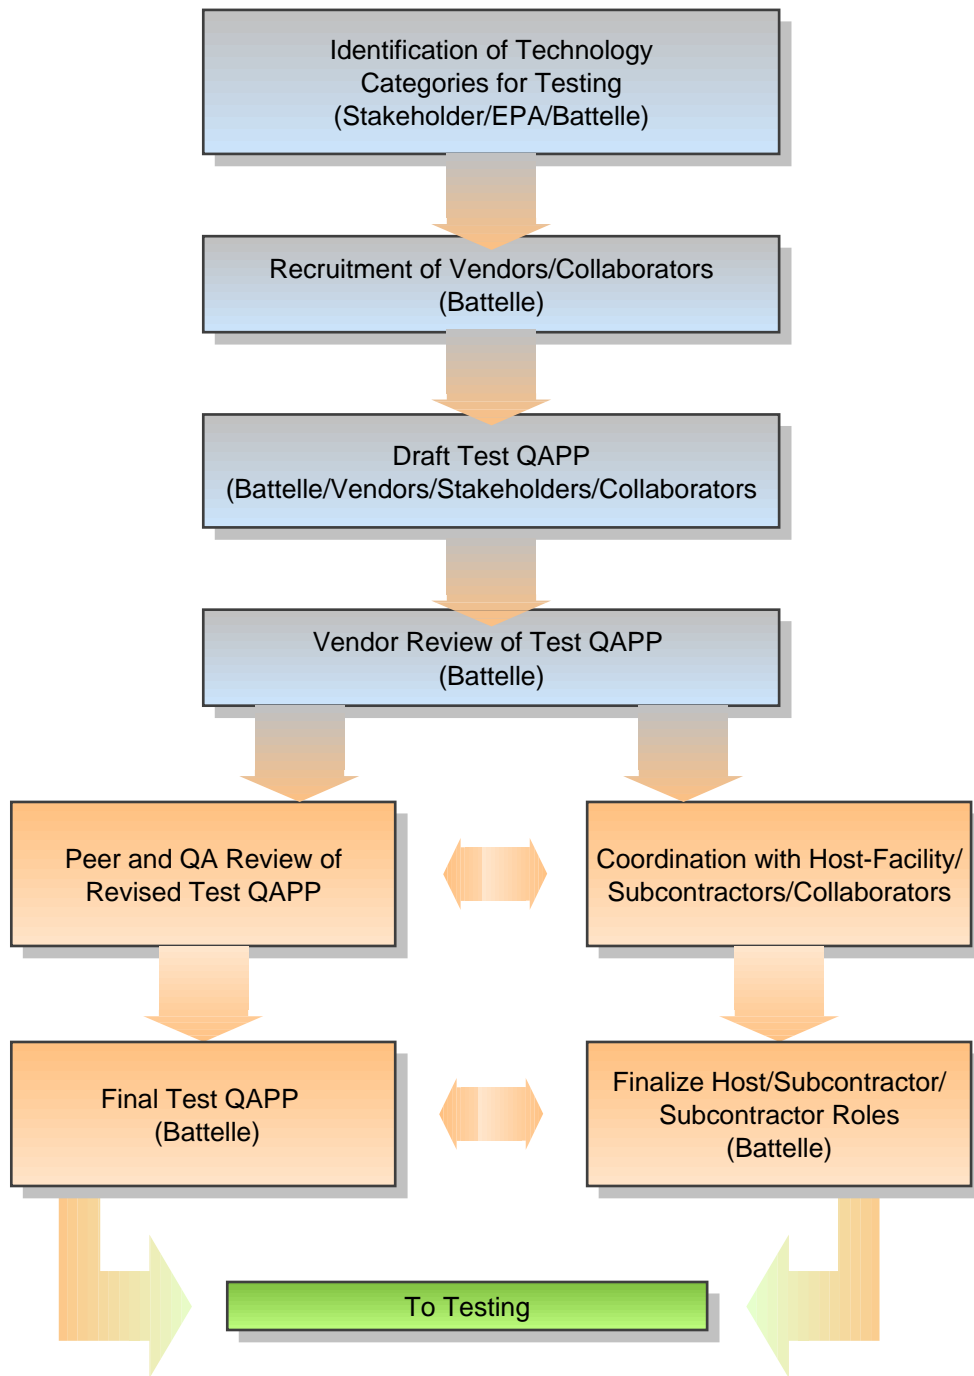 Identification of Technology
Categories for Testing
(Stakeholder/EPA/Battelle)
Recruitment of Vendors/Collaborators
(Battelle)
Draft Test QAPP
(Battelle/Vendors/Stakeholders/Collaborators
Vendor Review of Test QAPP
(Battelle)
Peer and QA Review of
Revised Test QAPP
Coordination with Host-Facility/
Subcontractors/Collaborators
Final Test QAPP
(Battelle)
Finalize Host/Subcontractor/
Subcontractor Roles
(Battelle)
To Testing